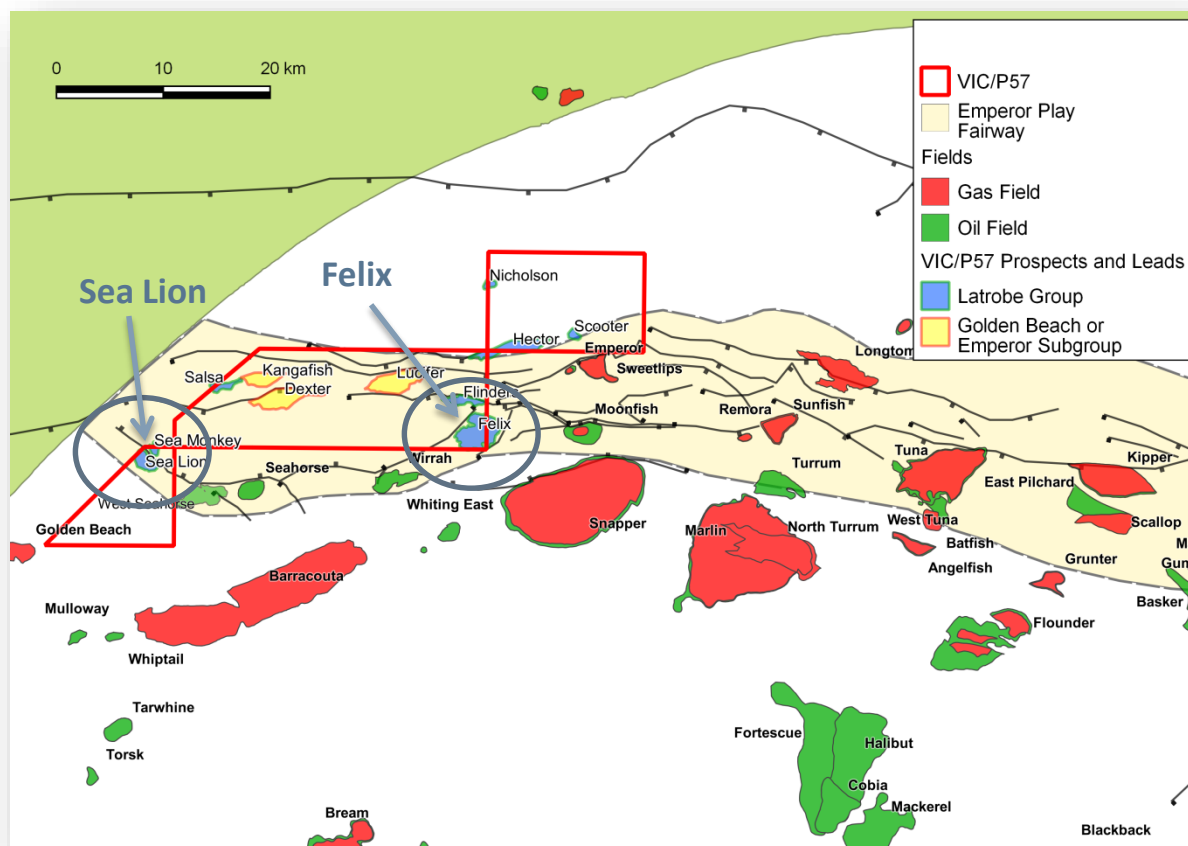 0 10 20 km
VIC/P57
Emperor Play
Fairway
Fields
Gas Field
Oil Field
VIC/P57 Prospects and Leads
Latrobe Group
Golden Beach or
Emperor Subgroup
Sea Lion
Felix
Nicholson
Scooter
Hector
Emperor
Sweetlips
Longtom
Salsa
Kangafish
Dexter
Lucifer
Flinders
Felix
Moonfish
Remora
Sunfish
Sea Monkey
Sea Lion
Seahorse
Wirrah
West Seahorse
Golden Beach
Whiting East
Snapper
Turrum
Tuna
Kipper
East Pilchard
Marlin
North Turrum
West Tuna
Scallop
Batfish
Angelfish
Grunter
M
Gum
Basker
Barracouta
Mulloway
Whiptail
Flounder
Tarwhine
Torsk
Fortescue
Halibut
Cobia
Mackerel
Bream
Blackback